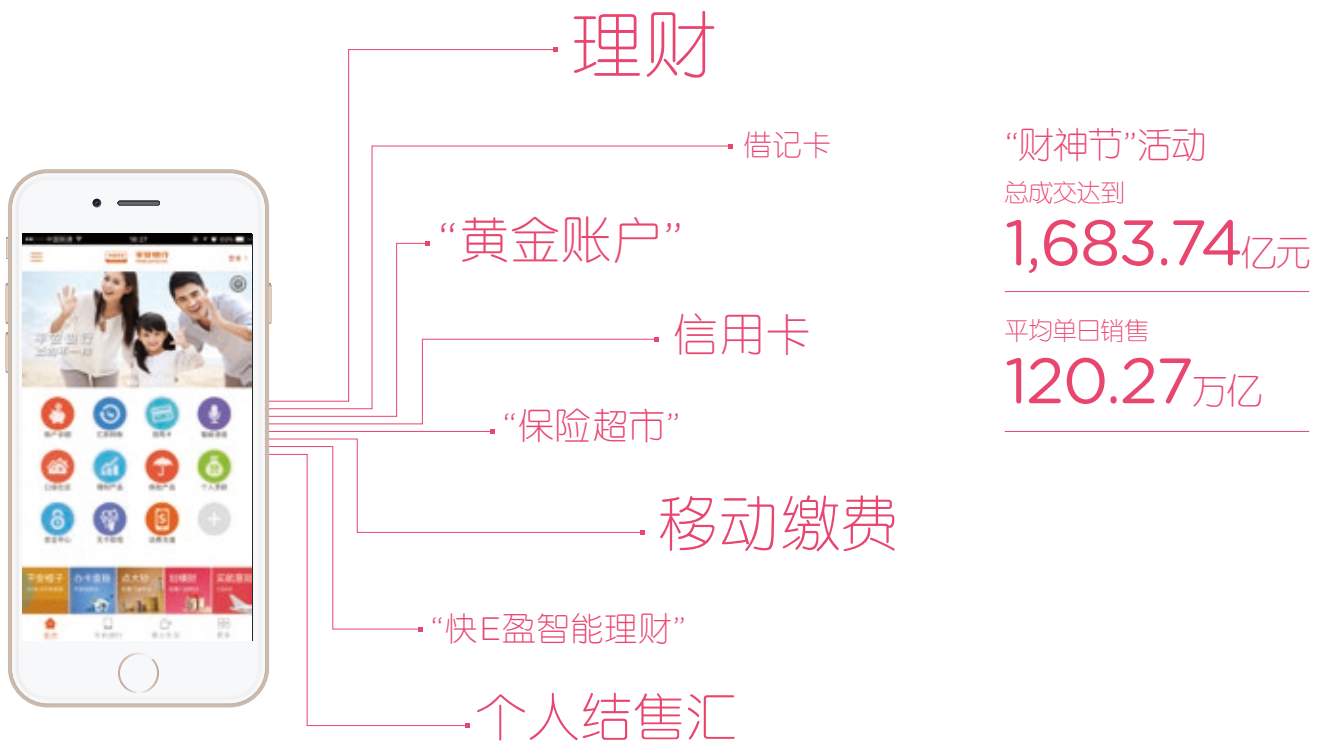 理财
借记卡
“黄金账户”
信用卡
“保险超市”
移动缴费
“快E盈智能理财”
个人结售汇
“财神节”活动
总成交达到
1,683.74亿元
平均单日销售
120.27万亿